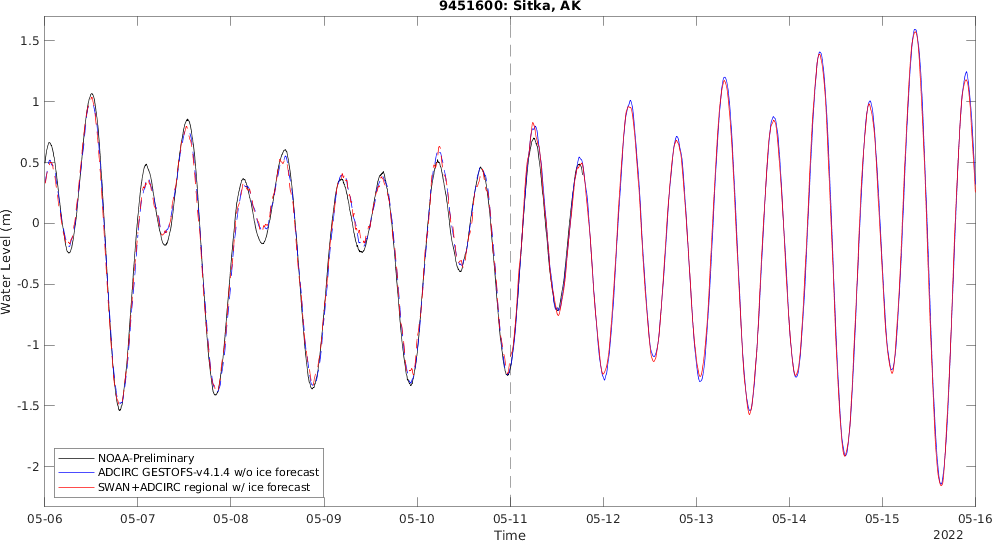 9451600: Sitka, AK
1.5
1
0.5
0
-0.5
-1
-1.5
-2
Water Level (m)
NOAA-Preliminary
ADCIRC GESTOFS-v4.1.4 w/o ice forecast
SWAN+ADCIRC regional w/ ice forecast
05-06 05-07 05-08 05-09 05-10 05-11 05-12 05-13 05-14 05-15 05-16
Time
2022